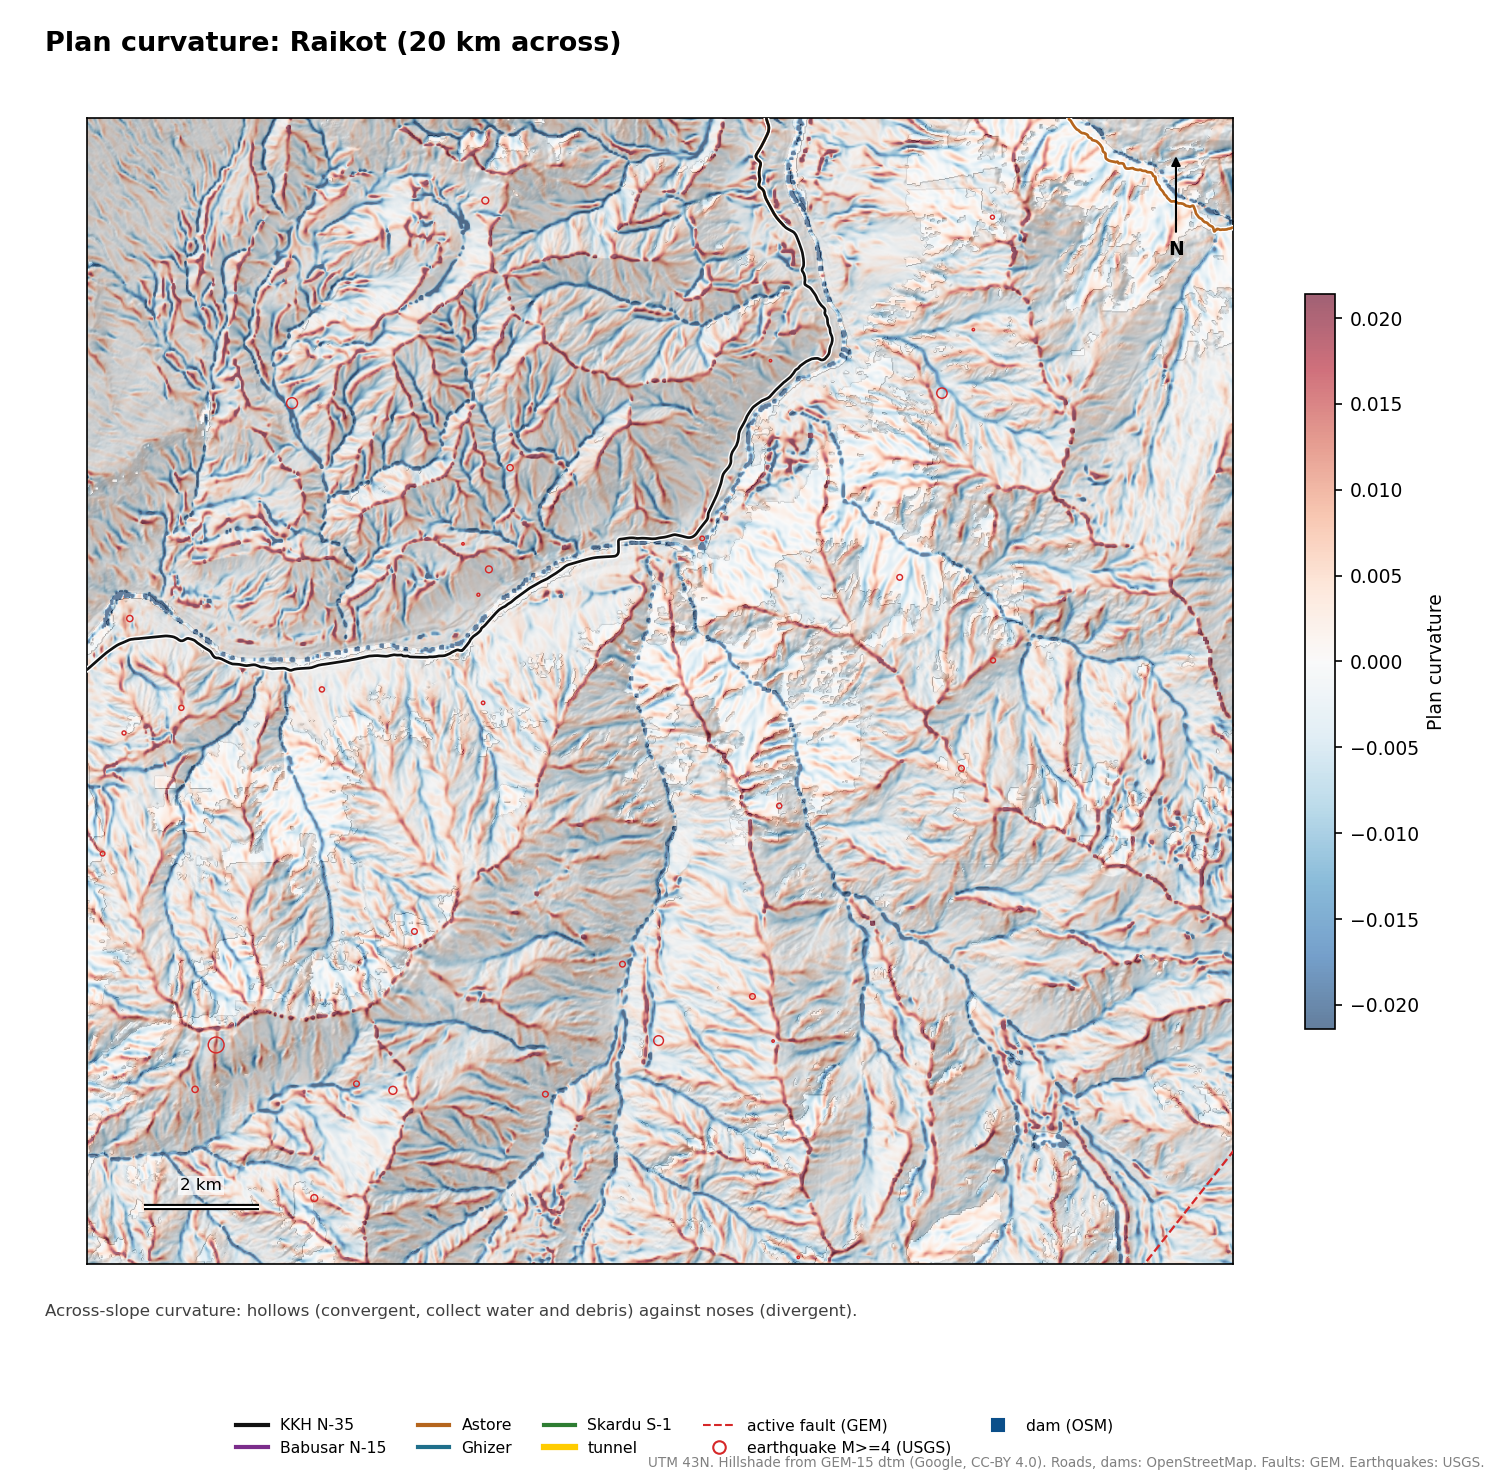 Plan curvature: Raikot (20 km across)
N
0.020
0.015
0.010
0.005
0.000
−0.005
−0.010
−0.015
−0.020
Plan curvature
2 km
Across-slope curvature: hollows (convergent, collect water and debris) against noses (divergent).
KKH N-35
Babusar N-15
Astore
Ghizer
Skardu S-1
tunnel
active fault (GEM)
earthquake M>=4 (USGS)
dam (OSM)
UTM 43N. Hillshade from GEM-15 dtm (Google, CC-BY 4.0). Roads, dams: OpenStreetMap. Faults: GEM. Earthquakes: USGS.